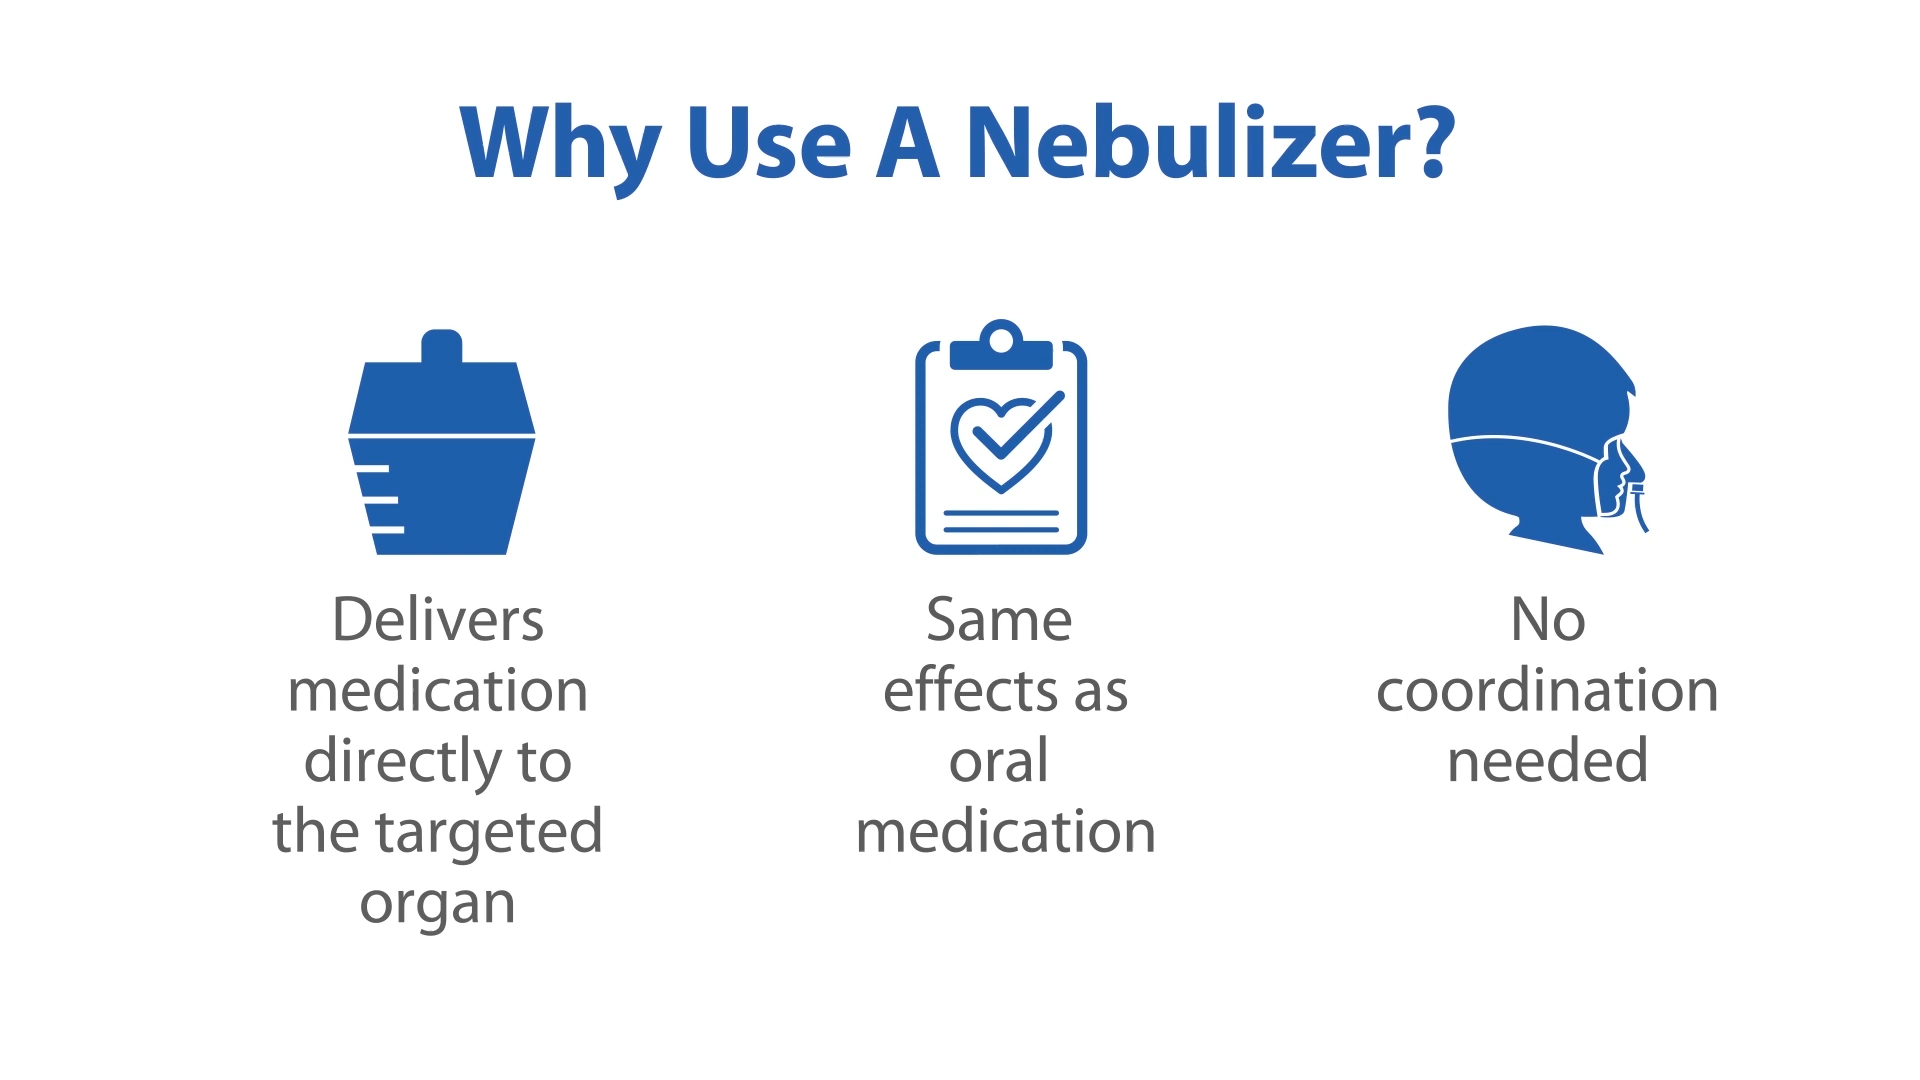 Why Use A Nebulizer?
Delivers
medication
directly to
the targeted
organ
Same
effects as
oral
medication
No
coordination
needed